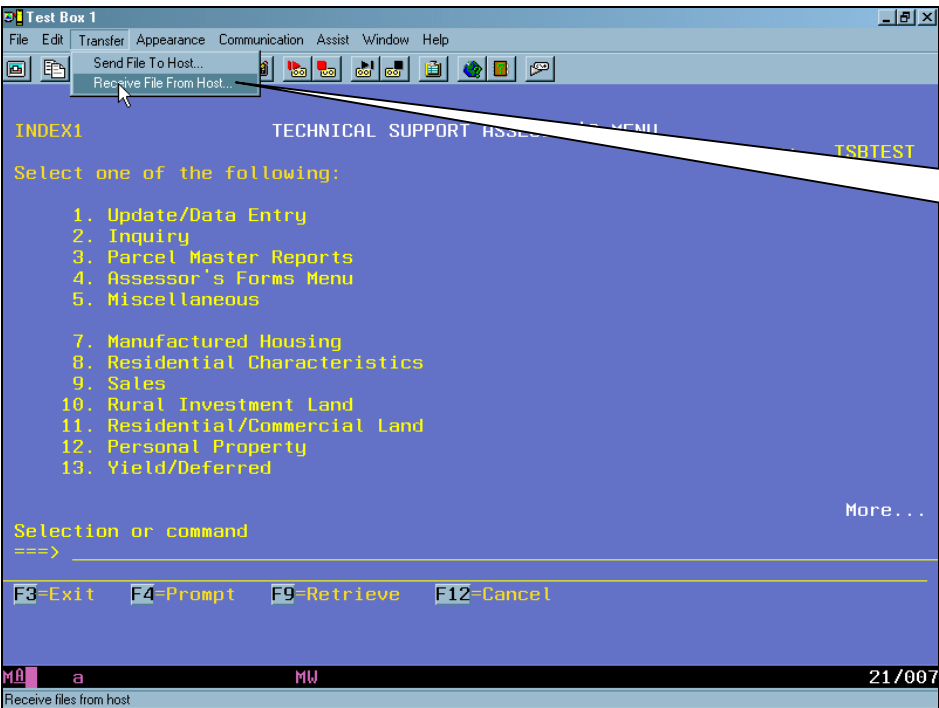 Test Box 1
File Edit Transfer Appearance Communication Assist Window Help
Send File To Host...
Receive File From Host...
INDEX1 TECHNICAL SUPPORT MENU
TSBTEST
Select one of the following:
1. Update/Data Entry
2. Inquiry
3. Parcel Master Reports
4. Assessor's Forms Menu
5. Miscellaneous
7. Manufactured Housing
8. Residential Characteristics
9. Sales
10. Rural Investment Land
11. Residential/Commercial Land
12. Personal Property
13. Yield/Deferred
More...
Selection or command
===>
F3=Exit F4=Prompt F9=Retrieve F12=Cancel
MA a MW 21/007
Receive files from host